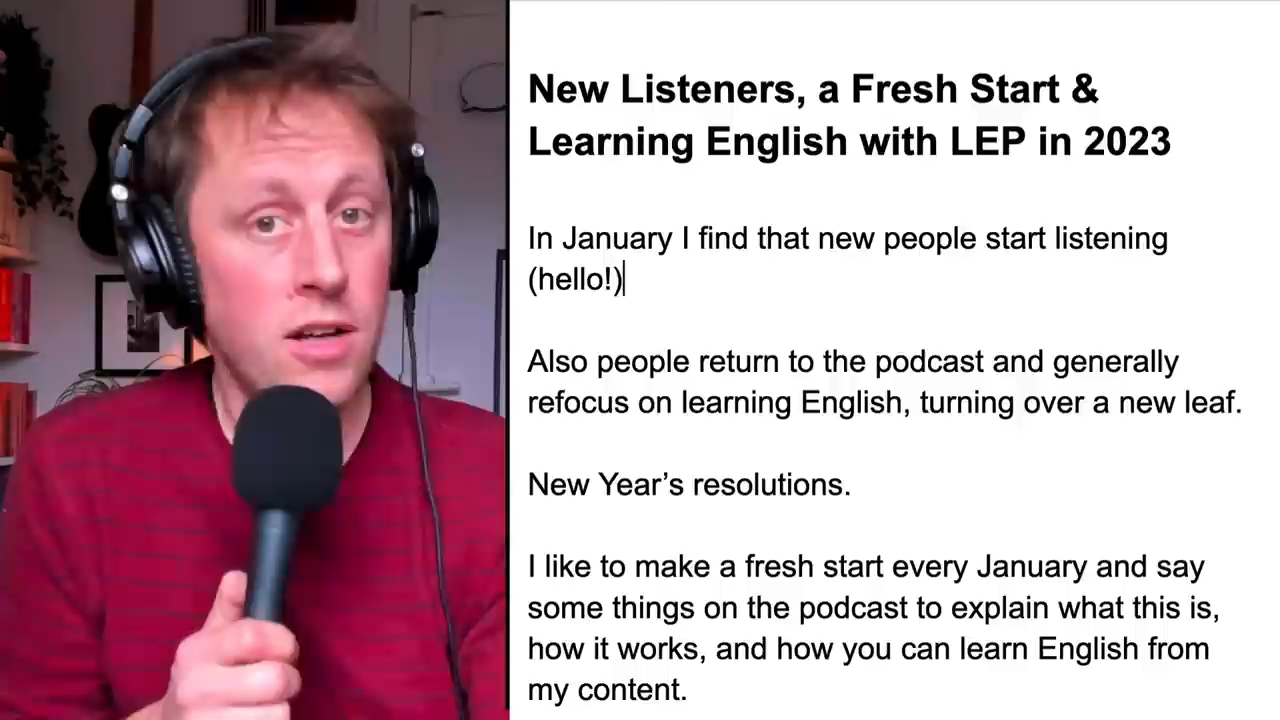 New Listeners, a Fresh Start &
Learning English with LEP in 2023
In January I find that new people start listening
(hello!)
Also people return to the podcast and generally
refocus on learning English, turning over a new leaf.
New Year’s resolutions.
I like to make a fresh start every January and say
some things on the podcast to explain what this is,
how it works, and how you can learn English from
my content.